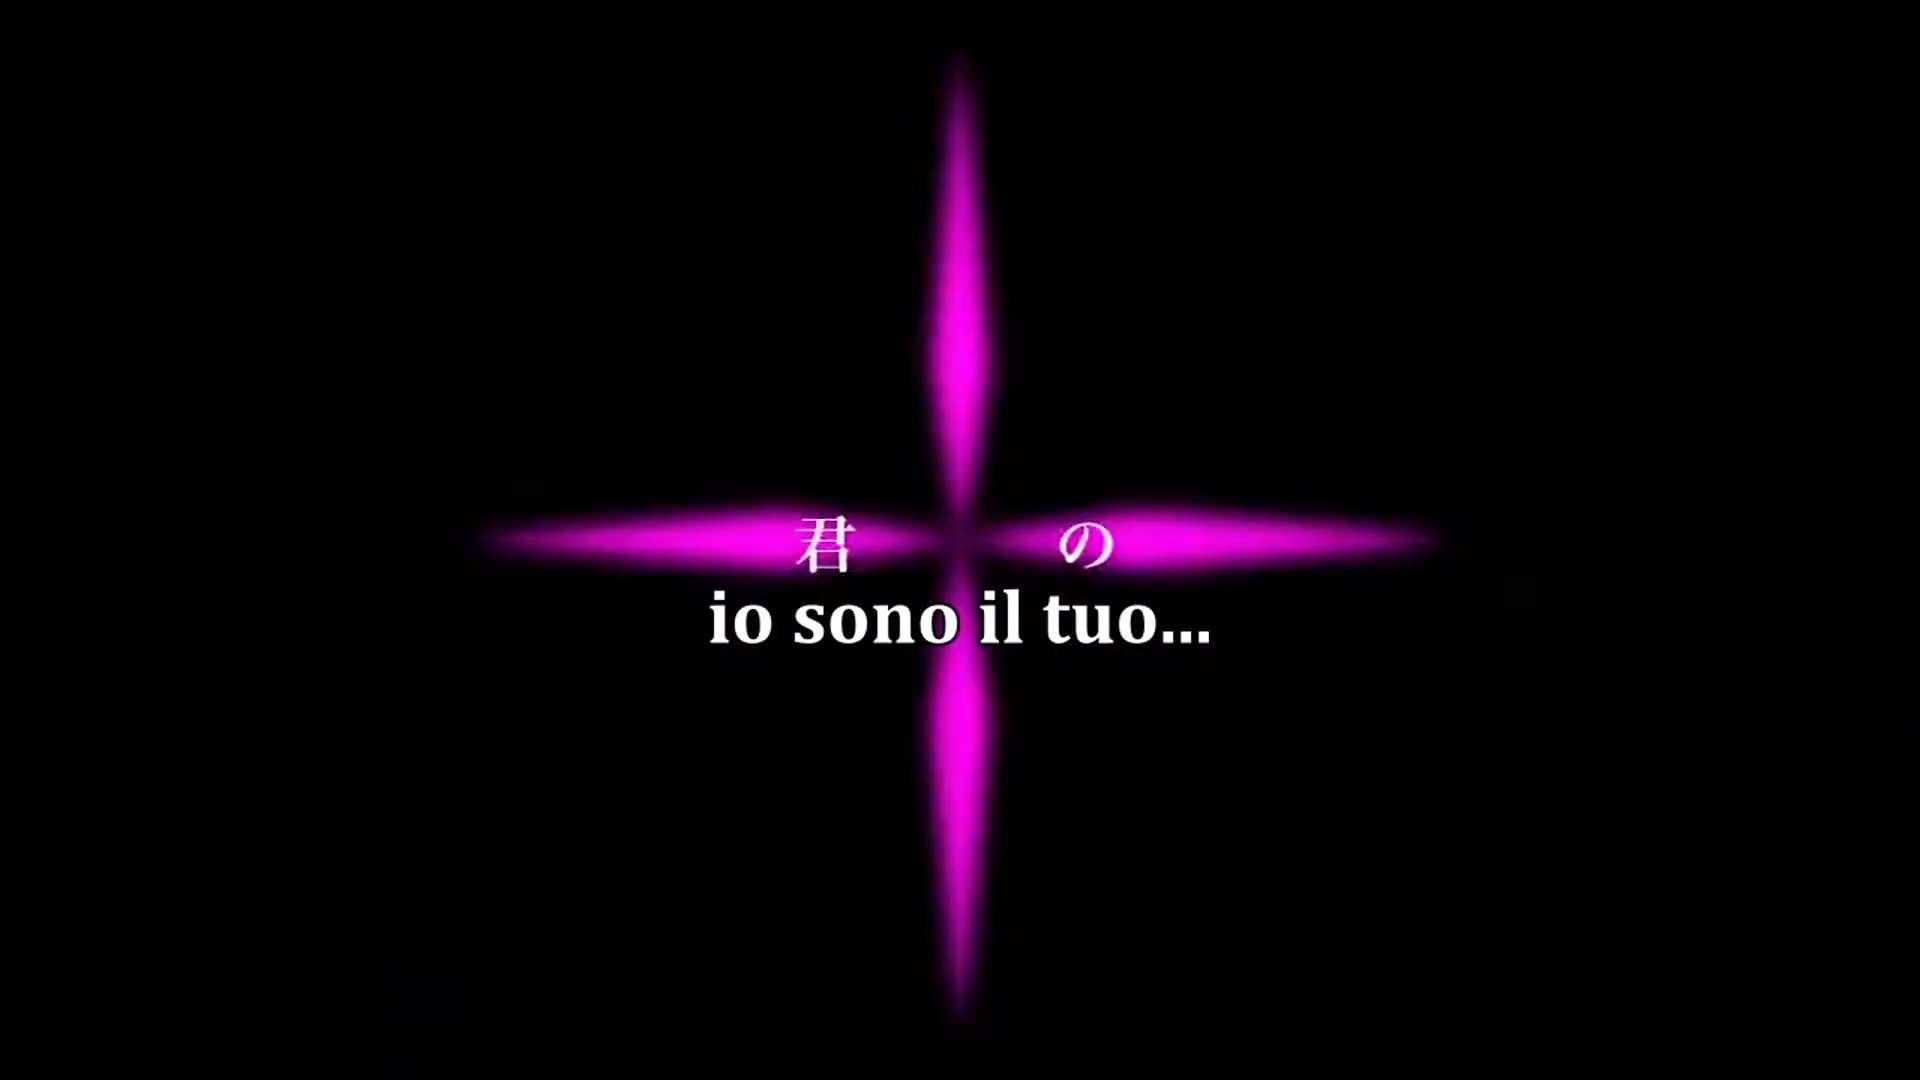 君 の
io sono il tuo...